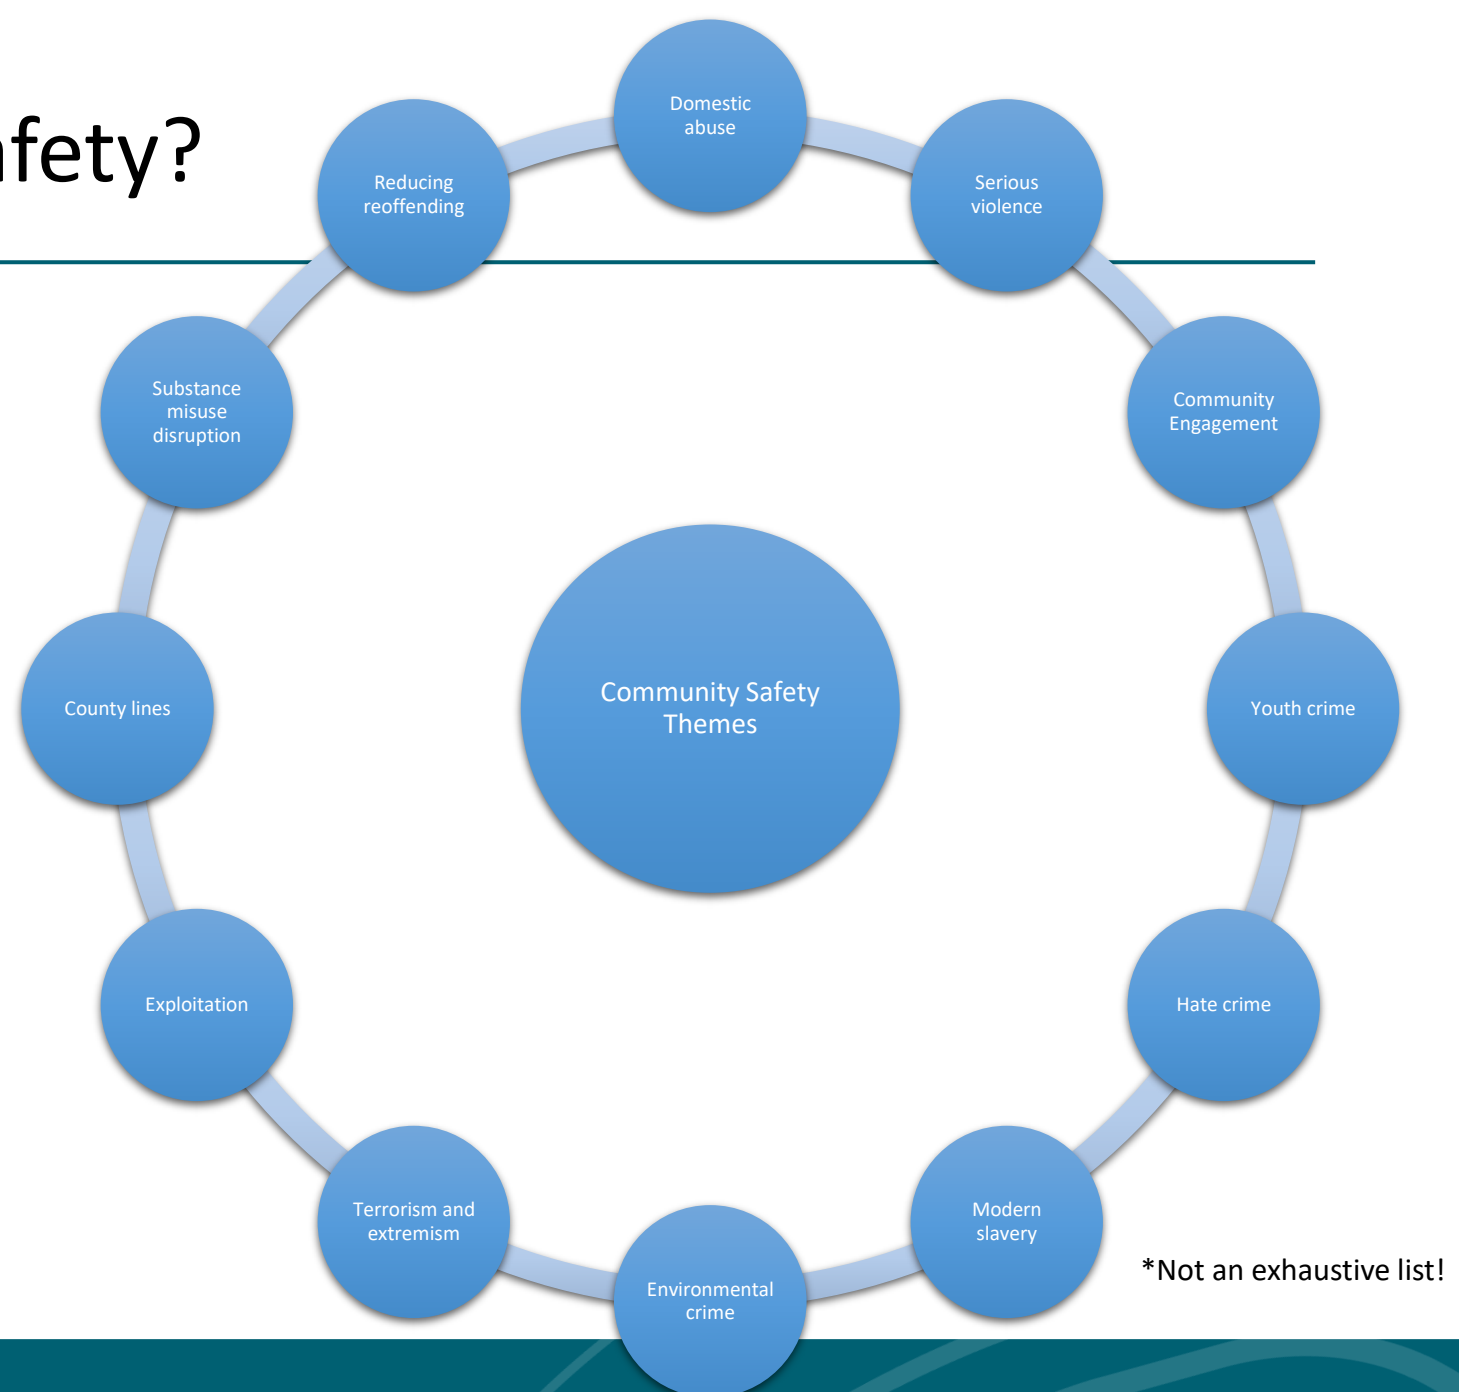 afety?
Domestic
abuse
Serious
violence
Community
Engagement
Youth crime
Hate crime
Modern
slavery
Environmental
crime
Terrorism and
extremism
Exploitation
County lines
Substance
misuse
disruption
Reducing
reoffending
Community Safety
Themes
*Not an exhaustive list!